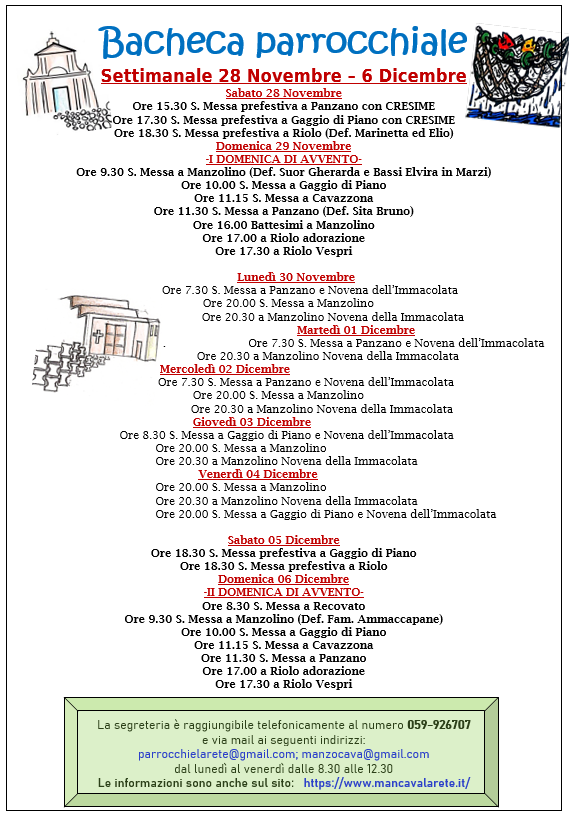 Bacheca parrocchiale
Settimanale 28 Novembre – 6 Dicembre
Sabato 28 Novembre
Ore 15.30 S. Messa prefestiva a Panzano con CRESIME
Ore 17.30 S. Messa prefestiva a Gaggio di Piano con CRESIME
Ore 18.30 S. Messa prefestiva a Riolo (Def. Marinetta ed Elio)
Domenica 29 Novembre
-I DOMENICA DI AVVENTO-
Ore 9.30 S. Messa a Manzolino (Def. Suor Gherarda e Bassi Elvira in Marzi)
Ore 10.00 S. Messa a Gaggio di Piano
Ore 11.15 S. Messa a Cavazzona
Ore 11.30 S. Messa a Panzano (Def. Sita Bruno)
Ore 16.00 Battesimi a Manzolino
Ore 17.00 a Riolo adorazione
Ore 17.30 a Riolo Vespri
Lunedì 30 Novembre
Ore 7.30 S. Messa a Panzano e Novena dell’Immacolata
Ore 20.00 S. Messa a Manzolino
Ore 20.30 a Manzolino Novena della Immacolata
Martedì 01 Dicembre
. Ore 7.30 S. Messa a Panzano e Novena dell’Immacolata
Ore 20.30 a Manzolino Novena della Immacolata
Mercoledì 02 Dicembre
Ore 7.30 S. Messa a Panzano e Novena dell’Immacolata
Ore 20.00 S. Messa a Manzolino
Ore 20.30 a Manzolino Novena della Immacolata
Giovedì 03 Dicembre
Ore 8.30 S. Messa a Gaggio di Piano e Novena dell’Immacolata
Ore 20.00 S. Messa a Manzolino
Ore 20.30 a Manzolino Novena della Immacolata
Venerdì 04 Dicembre
Ore 20.00 S. Messa a Manzolino
Ore 20.30 a Manzolino Novena della Immacolata
Ore 20.00 S. Messa a Gaggio di Piano e Novena dell’Immacolata
Sabato 05 Dicembre
Ore 18.30 S. Messa prefestiva a Gaggio di Piano
Ore 18.30 S. Messa prefestiva a Riolo
Domenica 06 Dicembre
-II DOMENICA DI AVVENTO-
Ore 8.30 S. Messa a Recovato
Ore 9.30 S. Messa a Manzolino (Def. Fam. Ammaccapane)
Ore 10.00 S. Messa a Gaggio di Piano
Ore 11.15 S. Messa a Cavazzona
Ore 11.30 S. Messa a Panzano
Ore 17.00 a Riolo adorazione
Ore 17.30 a Riolo Vespri
La segreteria è raggiungibile telefonicamente al numero 059-926707
e via mail ai seguenti indirizzi:
parrocchielarete@gmail.com; manzocava@gmail.com
dal lunedì al venerdì dalle 8.30 alle 12.30
Le informazioni sono anche sul sito: https://www.mancavalarete.it/